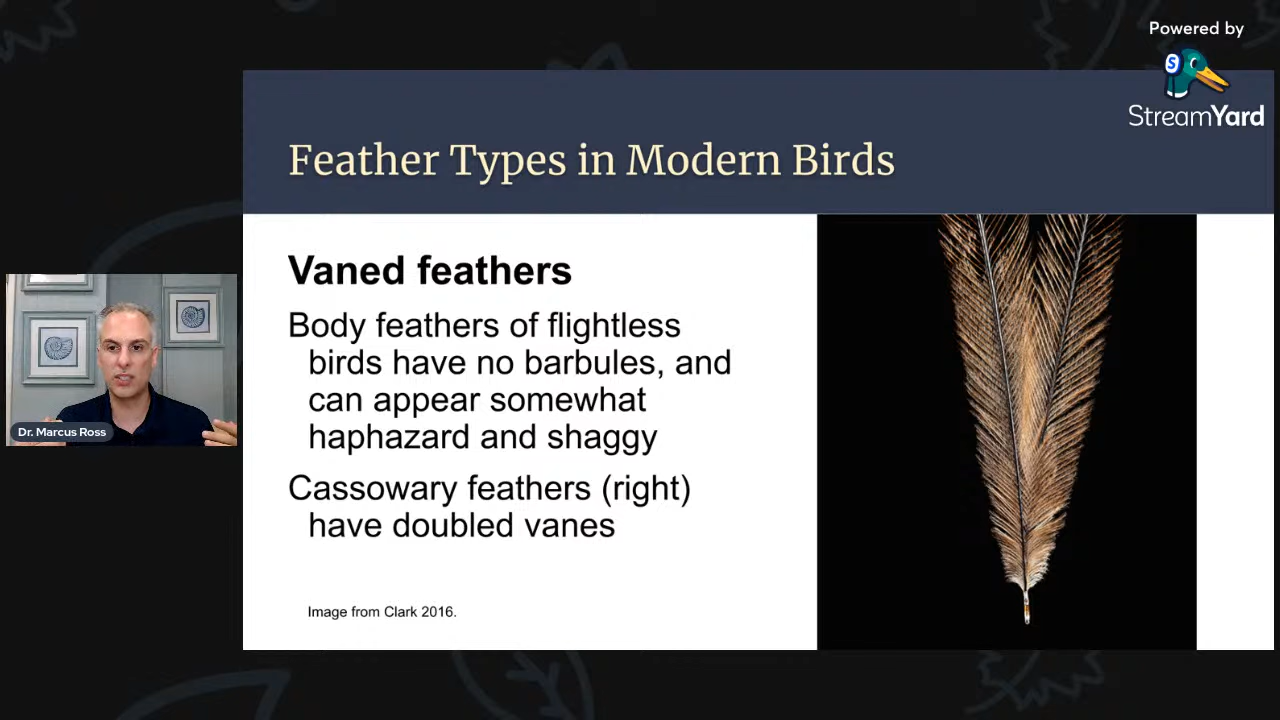 Powered by
S
StreamYard
Feather Types in Modern Birds
Vaned feathers
Body feathers of flightless
birds have no barbules, and
can appear somewhat
haphazard and shaggy
Cassowary feathers (right)
have doubled vanes
Image from Clark 2016.
Dr. Marcus Ross